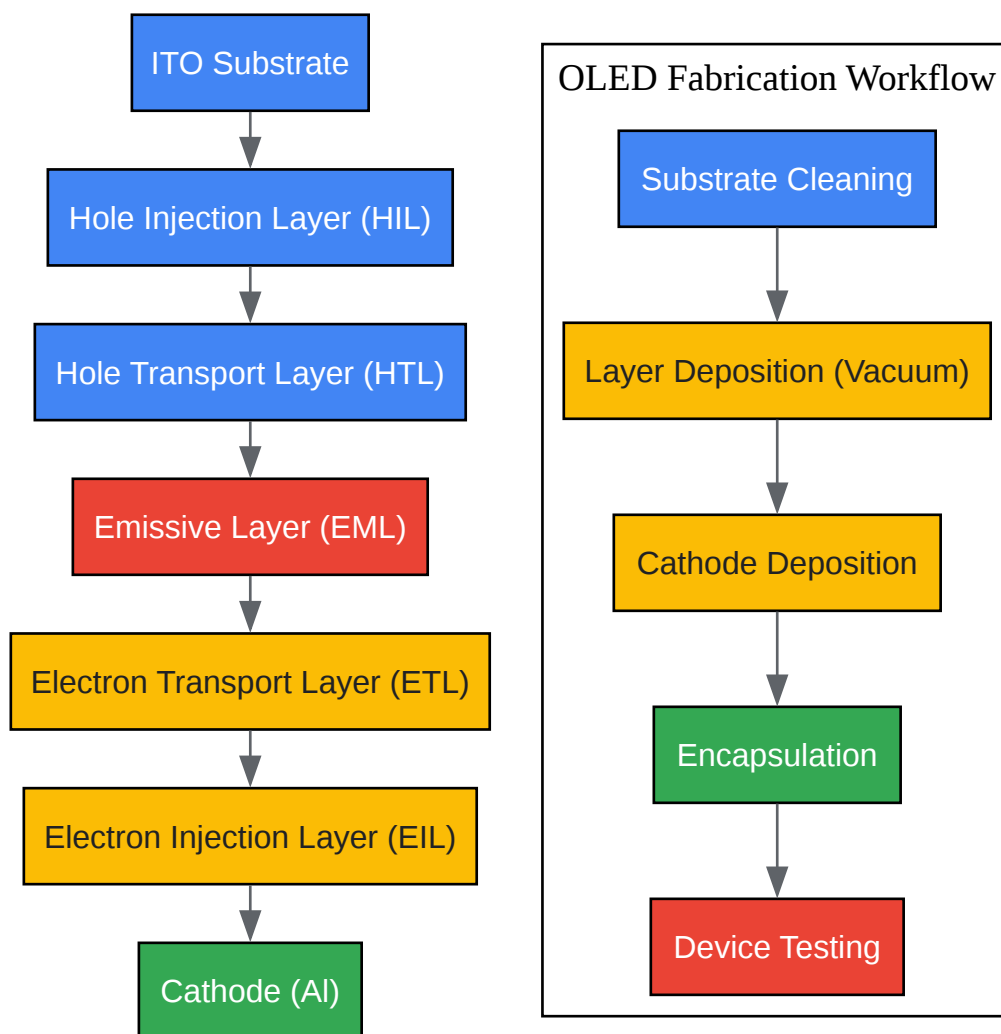 ITO Substrate
Hole Injection Layer (HIL)
Hole Transport Layer (HTL)
Emissive Layer (EML)
Electron Transport Layer (ETL)
Electron Injection Layer (EIL)
Cathode (Al)
OLED Fabrication Workflow
Substrate Cleaning
Layer Deposition (Vacuum)
Cathode Deposition
Encapsulation
Device Testing